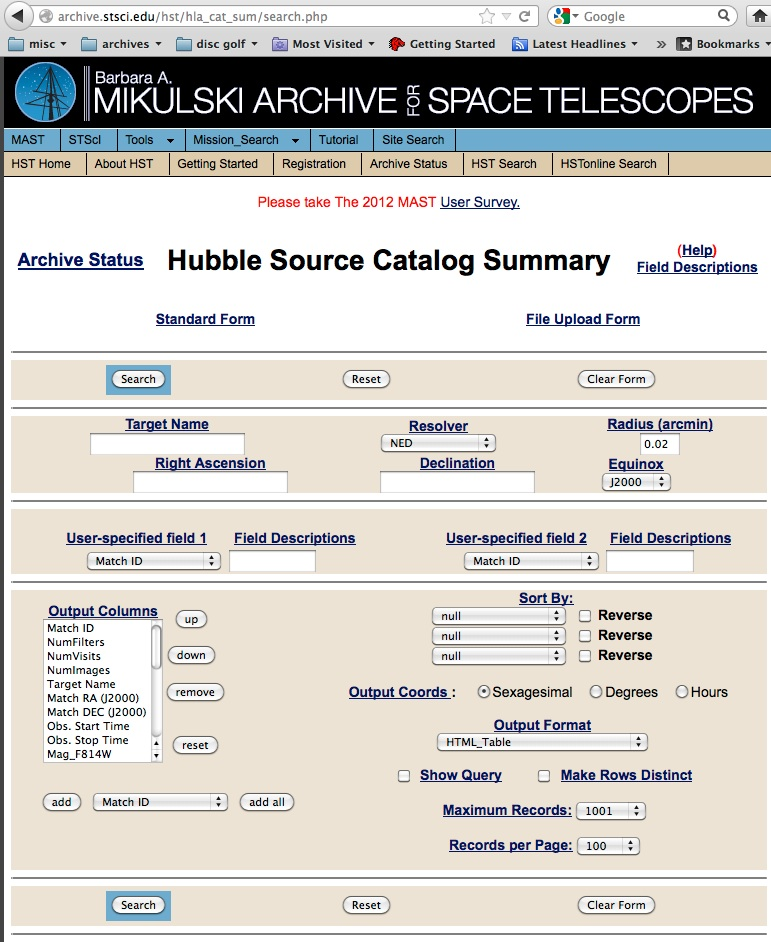 archive.stsci.edu/hst/hla_cat_sum/search.php
Google
misc archives disc golf Most Visited Getting Started Latest Headlines » Bookmarks
Barbara A.
MIKULSKI ARCHIVE FOR SPACE TELESCOPES
MAST STScI Tools Mission_Search Tutorial Site Search
HST Home About HST Getting Started Registration Archive Status HST Search HSTonline Search
Please take The 2012 MAST User Survey.
Archive Status Hubble Source Catalog Summary (Help)
Field Descriptions
Standard Form File Upload Form
Search Reset Clear Form
Target Name Resolver Radius (arcmin)
NED 0.02
Right Ascension Declination Equinox
J2000
User-specified field 1 Field Descriptions User-specified field 2 Field Descriptions
Match ID Match ID
Output Columns
Match ID
NumFilters
NumVisits
NumImages
Target Name
Match RA (J2000)
Match DEC (J2000)
Obs. Start Time
Obs. Stop Time
Mag_F814W
up
down
remove
reset
add Match ID add all
Sort By:
null Reverse
null Reverse
null Reverse
Output Coords : Sexagesimal Degrees Hours
Output Format
HTML_Table
Show Query Make Rows Distinct
Maximum Records: 1001
Records per Page: 100
Search Reset Clear Form